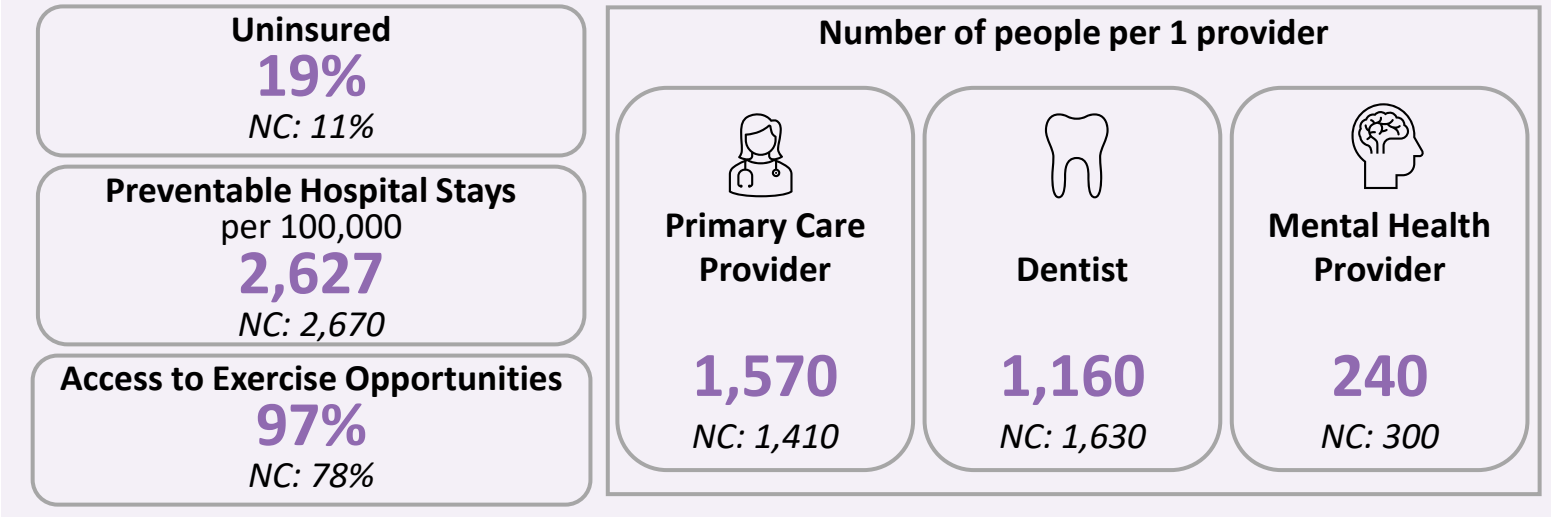 Uninsured
19%
NC: 11%
Preventable Hospital Stays
per 100,000
2,627
NC: 2,670
Access to Exercise Opportunities
97%
NC: 78%
Number of people per 1 provider
Primary Care
Provider
1,570
NC: 1,410
Dentist
1,160
NC: 1,630
Mental Health
Provider
240
NC: 300